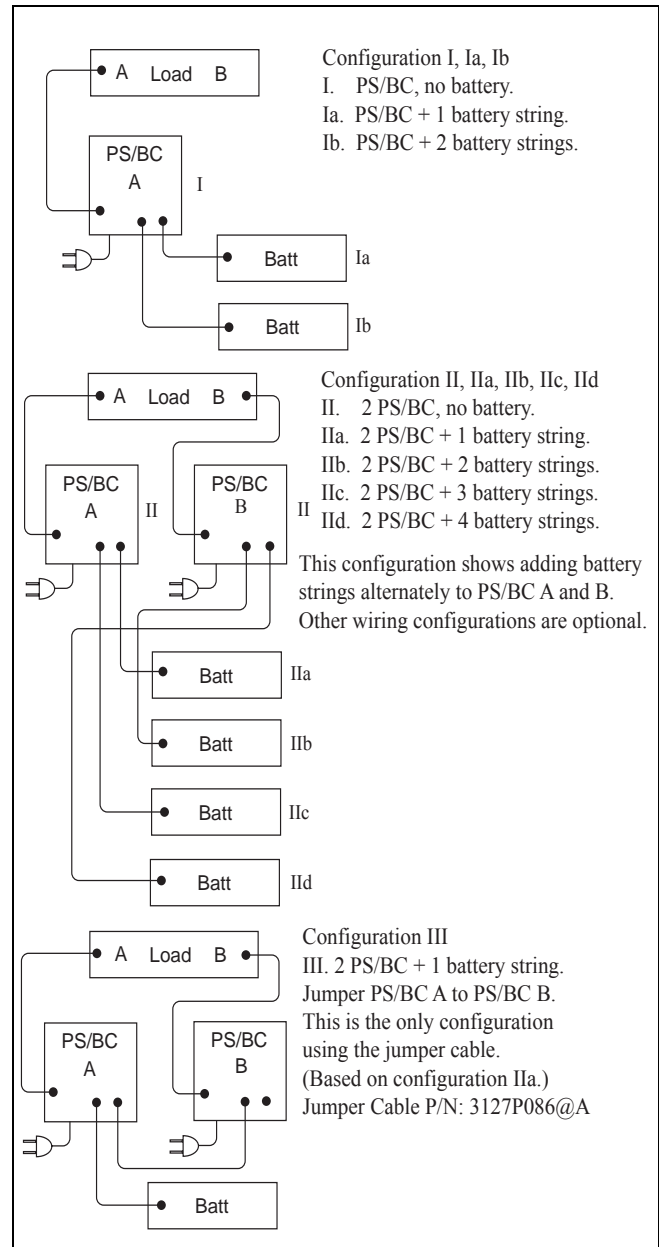 A Load B
Configuration I, Ia, Ib
I. PS/BC, no battery.
Ia. PS/BC + 1 battery string.
Ib. PS/BC + 2 battery strings.
PS/BC
A
I
Batt
Ia
Batt
Ib
A Load B
Configuration II, IIa, IIb, IIc, IId
II. 2 PS/BC, no battery.
IIa. 2 PS/BC + 1 battery string.
IIb. 2 PS/BC + 2 battery strings.
IIc. 2 PS/BC + 3 battery strings.
IId. 2 PS/BC + 4 battery strings.
PS/BC
A
II
PS/BC
B
II
This configuration shows adding battery
strings alternately to PS/BC A and B.
Other wiring configurations are optional.
Batt
IIa
Batt
IIb
Batt
IIc
Batt
IId
A Load B
Configuration III
III. 2 PS/BC + 1 battery string.
Jumper PS/BC A to PS/BC B.
This is the only configuration
using the jumper cable.
(Based on configuration IIa.)
Jumper Cable P/N: 3127P086@A
PS/BC
A
PS/BC
B
Batt